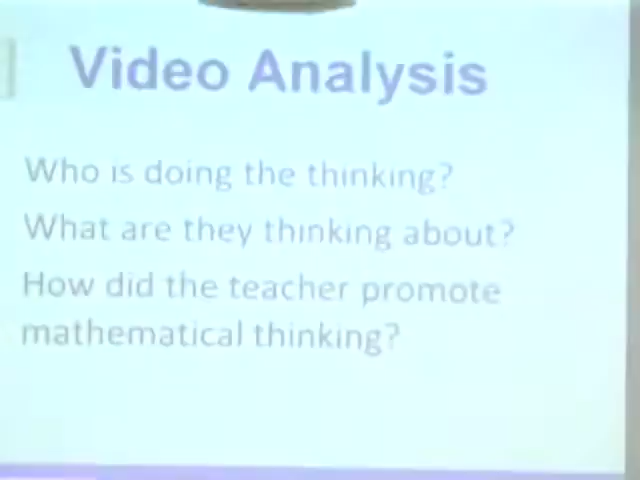 Video Analysis
Who is doing the thinking?
What are they thinking about?
How did the teacher promote
mathematical thinking?